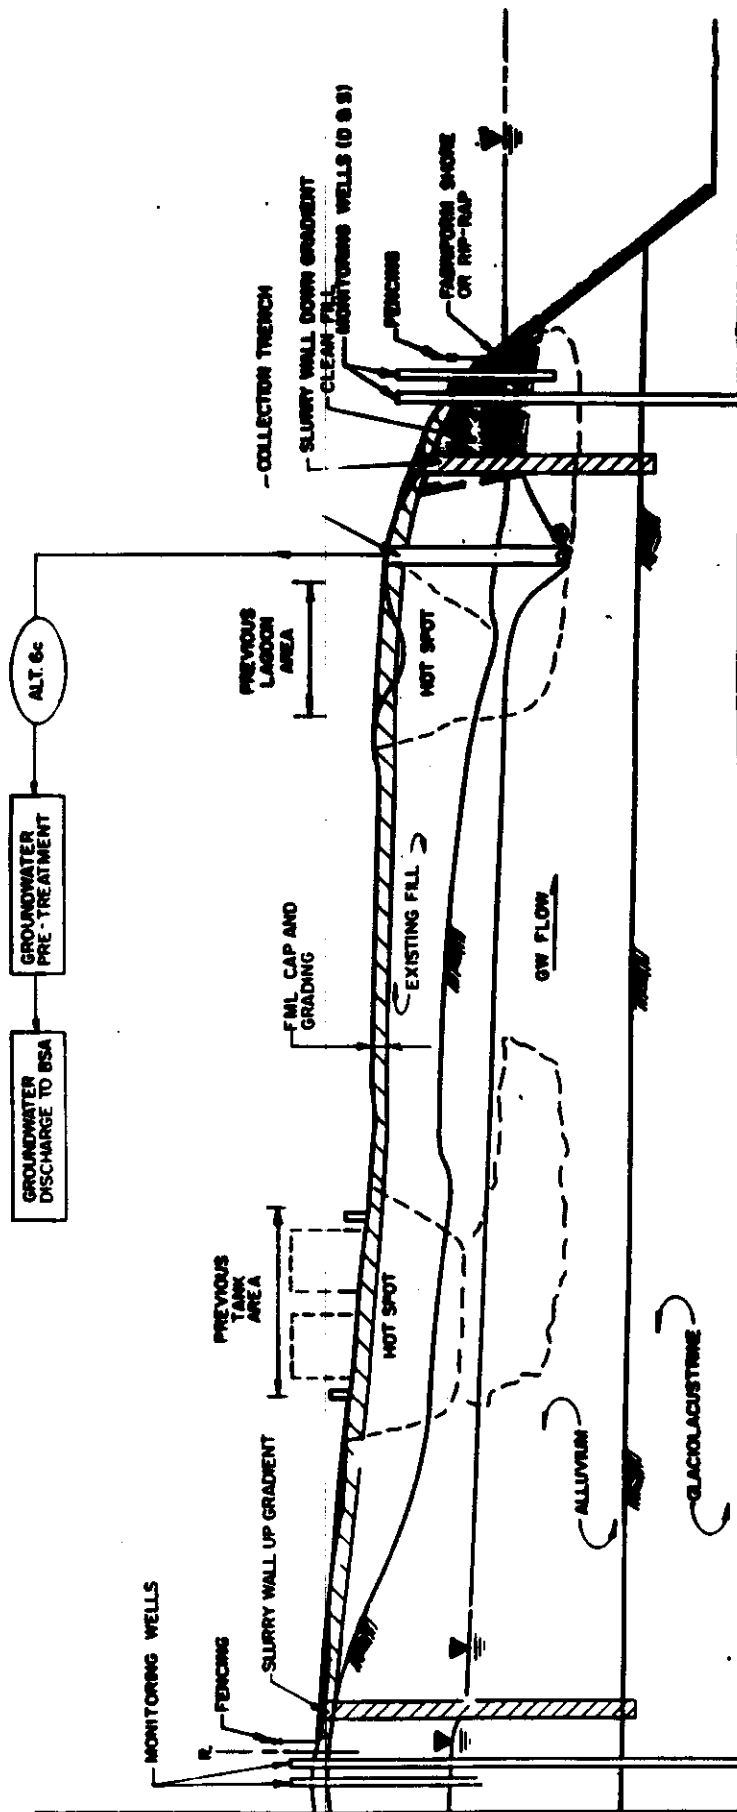 MONITORING WELLS
FENCING
SLURRY WALL UP GRADIENT
PREVIOUS
TANK
AREA
HOT SPOT
GROUNDWATER
DISCHARGE TO BSA
GROUNDWATER
PRE-TREATMENT
ALT. 6c
FML CAP AND
GRADING
EXISTING FILL
GW FLOW
ALLUVIUM
GLACIOLACUSTRINE
PREVIOUS
LAGOON
AREA
HOT SPOT
COLLECTION TRENCH
SLURRY WALL DOWN GRADIENT
CLEAN FILL
MONITORING WELLS (D & S)
FENCING
FABRIFORM SHORE
OR RIP-RAP